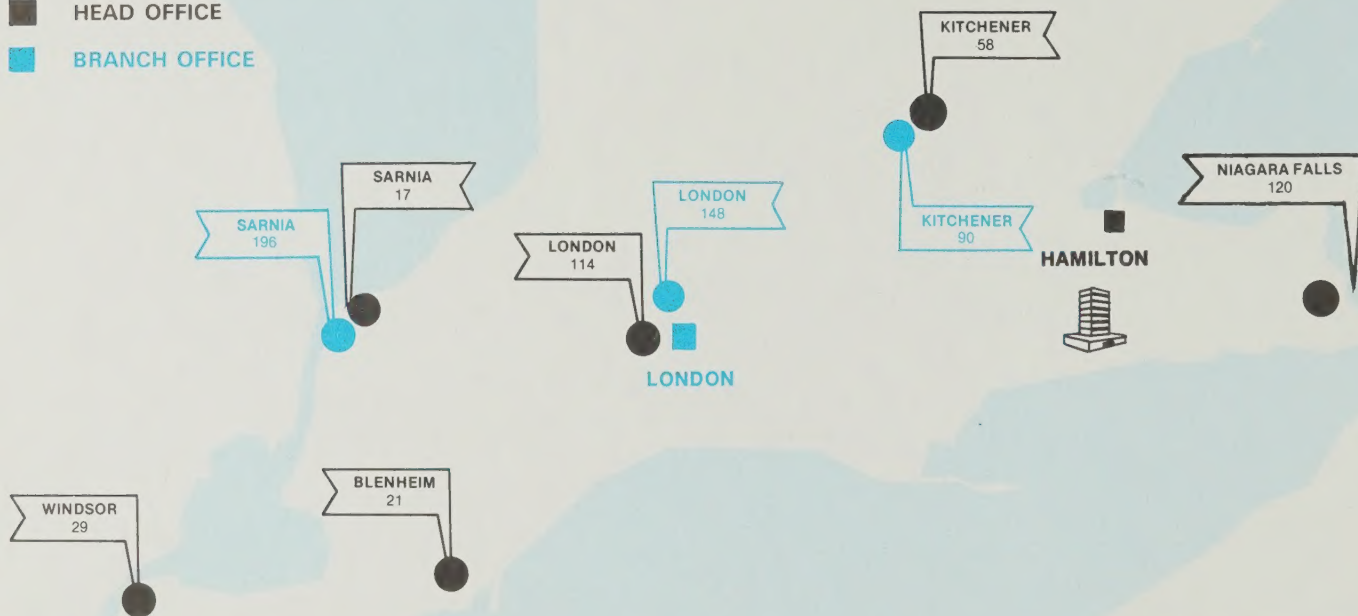 HEAD OFFICE
BRANCH OFFICE
KITCHENER
58
SARNIA
17
NIAGARA FALLS
120
LONDON
148
SARNIA
196
KITCHENER
90
LONDON
114
HAMILTON
LONDON
BLENHEIM
21
WINDSOR
29